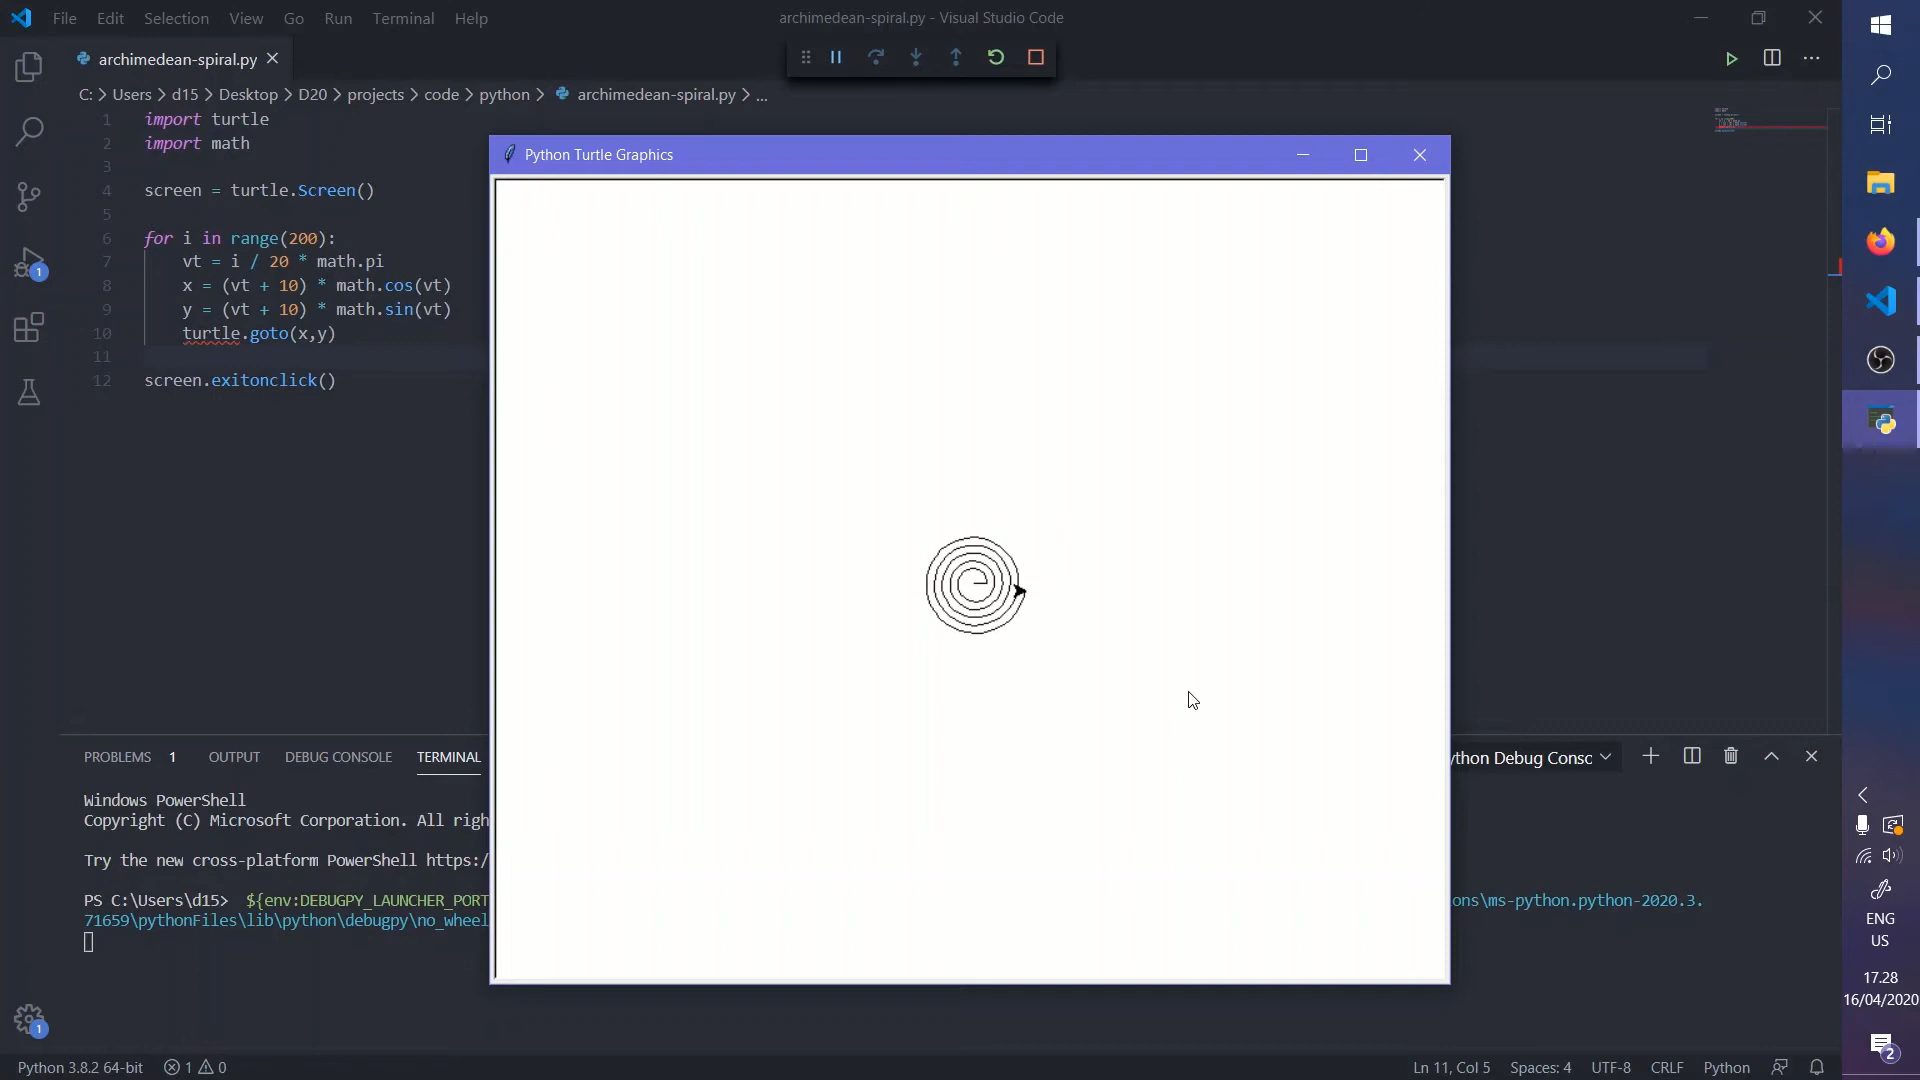 File Edit Selection View Go Run Terminal Help
archimedean-spiral.py - Visual Studio Code
archimedean-spiral.py
C: > Users > d15 > Desktop > D20 > projects > code > python > archimedean-spiral.py > ...
1 import turtle
2 import math
3
4 screen = turtle.Screen()
5
6 for i in range(200):
7 vt = i / 20 * math.pi
8 x = (vt + 10) * math.cos(vt)
9 y = (vt + 10) * math.sin(vt)
10 turtle.goto(x,y)
11
12 screen.exitonclick()
Python Turtle Graphics
1
PROBLEMS 1 OUTPUT DEBUG CONSOLE TERMINAL
ython Debug Consc
Windows PowerShell
Copyright (C) Microsoft Corporation. All righ
Try the new cross-platform PowerShell https:/
PS C:\Users\d15> ${env:DEBUGPY_LAUNCHER_PORT
ons\ms-python.python-2020.3.
71659\pythonFiles\lib\python\debugpy\no_wheel
1
Python 3.8.2 64-bit 1 0
Ln 11, Col 5 Spaces: 4 UTF-8 CRLF Python
ENG
US
17.28
16/04/2020
2